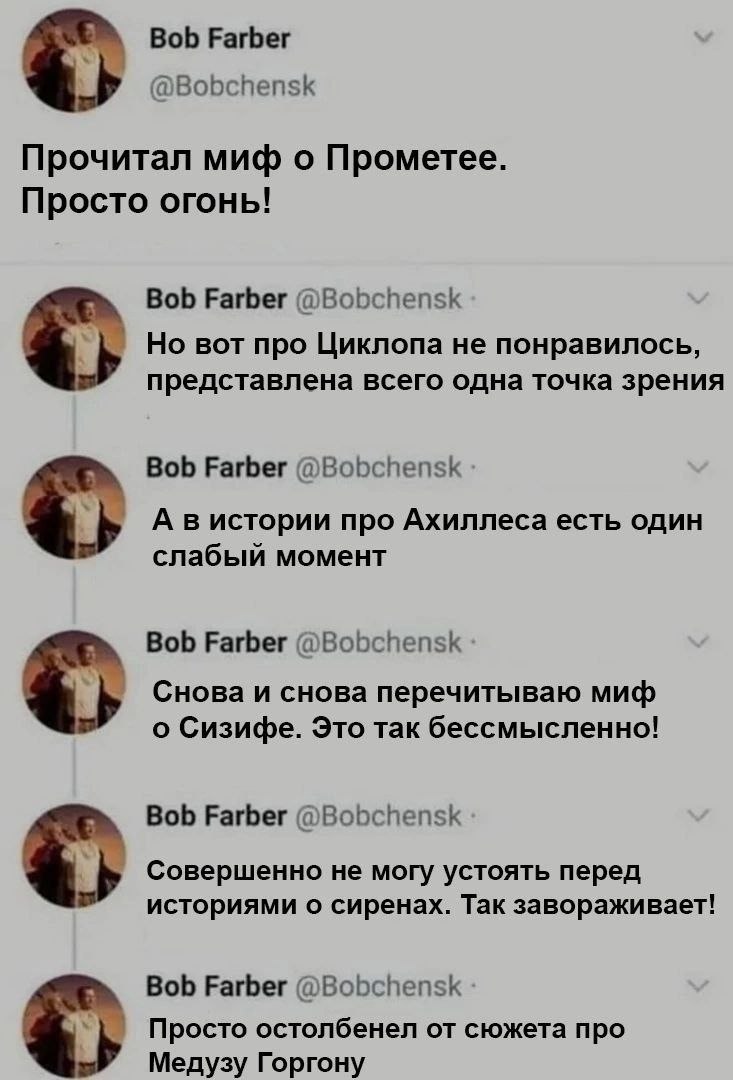 Bob Farber
@Bobchensk
Прочитал миф о Прометее.
Просто огонь!
Bob Farber @Bobchensk ·
Но вот про Циклопа не понравилось,
представлена всего одна точка зрения
Bob Farber @Bobchensk ·
А в истории про Ахиллеса есть один
слабый момент
Bob Farber @Bobchensk ·
Снова и снова перечитываю миф
о Сизифе. Это так бессмысленно!
Bob Farber @Bobchensk ·
Совершенно не могу устоять перед
историями о сиренах. Так завораживает!
Bob Farber @Bobchensk ·
Просто остолбенел от сюжета про
Медузу Горгону